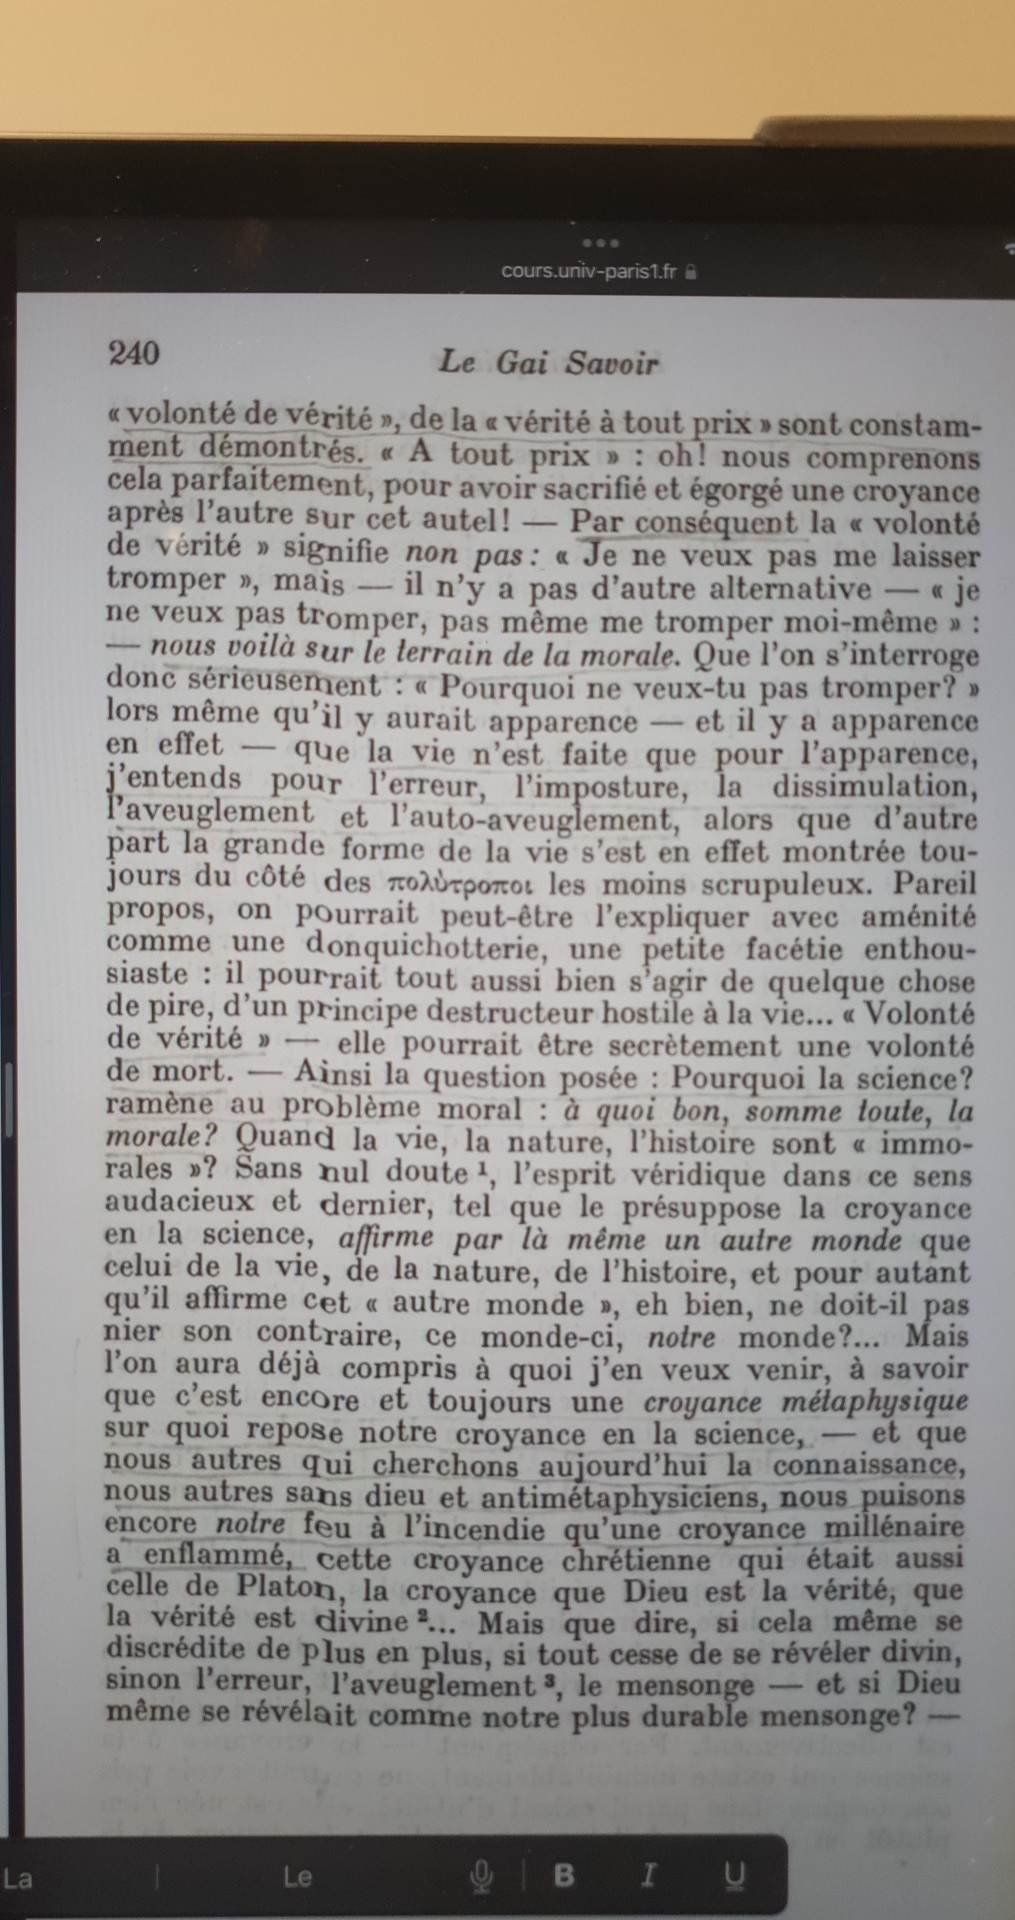 cours.univ-paris1.fr
240
Le Gai Savoir
« volonté de vérité », de la « vérité à tout prix » sont constam-
ment démontrés. « A tout prix » : oh! nous comprenons
cela parfaitement, pour avoir sacrifié et égorgé une croyance
après l'autre sur cet autel! — Par conséquent la « volonté
de vérité » signifie non pas : « Je ne veux pas me laisser
tromper », mais — il n'y a pas d'autre alternative — « je
ne veux pas tromper, pas même me tromper moi-même » :
— nous voilà sur le terrain de la morale. Que l'on s'interroge
donc sérieusement : « Pourquoi ne veux-tu pas tromper? »
lors même qu'il y aurait apparence — et il y a apparence
en effet — que la vie n'est faite que pour l'apparence,
j'entends pour l'erreur, l'imposture, la dissimulation,
l'aveuglement et l'auto-aveuglement, alors que d'autre
part la grande forme de la vie s'est en effet montrée tou-
jours du côté des πολὺτροποι les moins scrupuleux. Pareil
propos, on pourrait peut-être l'expliquer avec aménité
comme une donquichotterie, une petite facétie enthou-
siaste : il pourrait tout aussi bien s'agir de quelque chose
de pire, d'un principe destructeur hostile à la vie... « Volonté
de vérité » — elle pourrait être secrètement une volonté
de mort. — Ainsi la question posée : Pourquoi la science?
ramène au problème moral : à quoi bon, somme toute, la
morale? Quand la vie, la nature, l'histoire sont « immo-
rales »? Sans nul doute ¹, l'esprit véridique dans ce sens
audacieux et dernier, tel que le présuppose la croyance
en la science, affirme par là même un autre monde que
celui de la vie, de la nature, de l'histoire, et pour autant
qu'il affirme cet « autre monde », eh bien, ne doit-il pas
nier son contraire, ce monde-ci, notre monde?... Mais
l'on aura déjà compris à quoi j'en veux venir, à savoir
que c'est encore et toujours une croyance métaphysique
sur quoi repose notre croyance en la science, — et que
nous autres qui cherchons aujourd'hui la connaissance,
nous autres sans dieu et antimétaphysiciens, nous puisons
encore notre feu à l'incendie qu'une croyance millénaire
a enflammé, cette croyance chrétienne qui était aussi
celle de Platon, la croyance que Dieu est la vérité, que
la vérité est divine ²... Mais que dire, si cela même se
discrédite de plus en plus, si tout cesse de se révéler divin,
sinon l'erreur, l'aveuglement ³, le mensonge — et si Dieu
même se révélait comme notre plus durable mensonge? —
La Le B I U